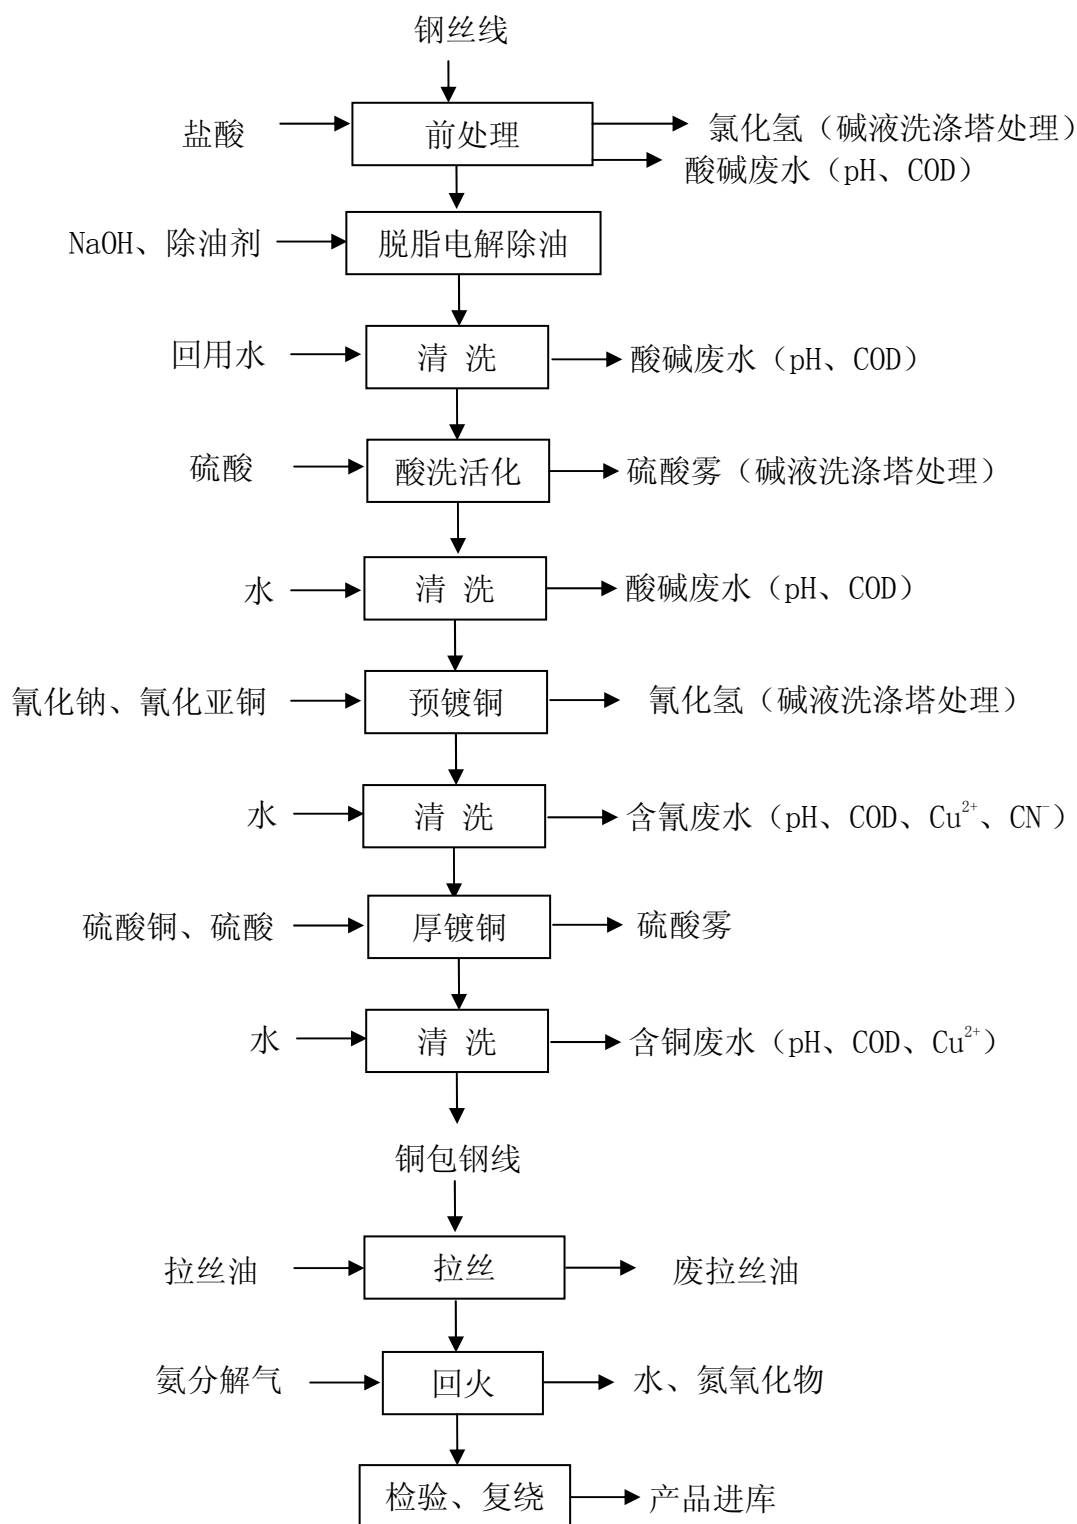 钢丝线
盐酸 前处理 氯化氢（碱液洗涤塔处理）
酸碱废水（pH、COD）
NaOH、除油剂 脱脂电解除油
回用水 清 洗 酸碱废水（pH、COD）
硫酸 酸洗活化 硫酸雾（碱液洗涤塔处理）
水 清 洗 酸碱废水（pH、COD）
氰化钠、氰化亚铜 预镀铜 氰化氢（碱液洗涤塔处理）
水 清 洗 含氰废水（pH、COD、Cu²⁺、CN⁻）
硫酸铜、硫酸 厚镀铜 硫酸雾
水 清 洗 含铜废水（pH、COD、Cu²⁺）
铜包钢线
拉丝油 拉丝 废拉丝油
氨分解气 回火 水、氮氧化物
检验、复绕 产品进库